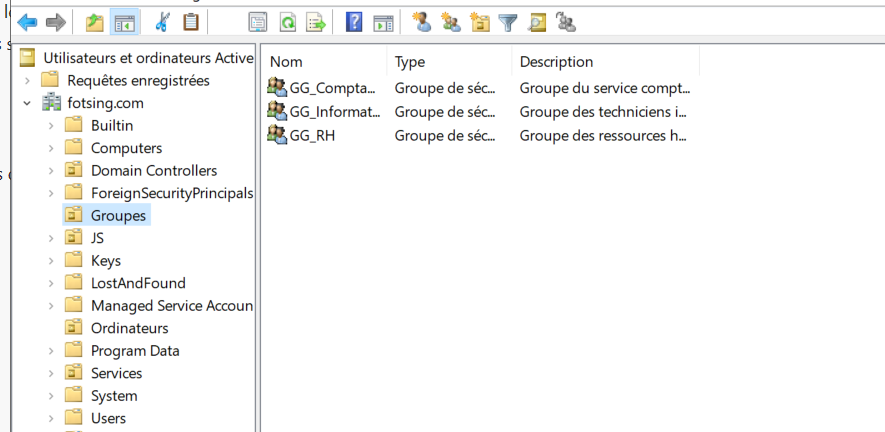 Utilisateurs et ordinateurs Active
Requêtes enregistrées
fotsing.com
Builtin
Computers
Domain Controllers
ForeignSecurityPrincipals
Groupes
JS
Keys
LostAndFound
Managed Service Accoun
Ordinateurs
Program Data
Services
System
Users
Nom Type Description
GG_Compta... Groupe de séc... Groupe du service compt...
GG_Informat... Groupe de séc... Groupe des techniciens i...
GG_RH Groupe de séc... Groupe des ressources h...